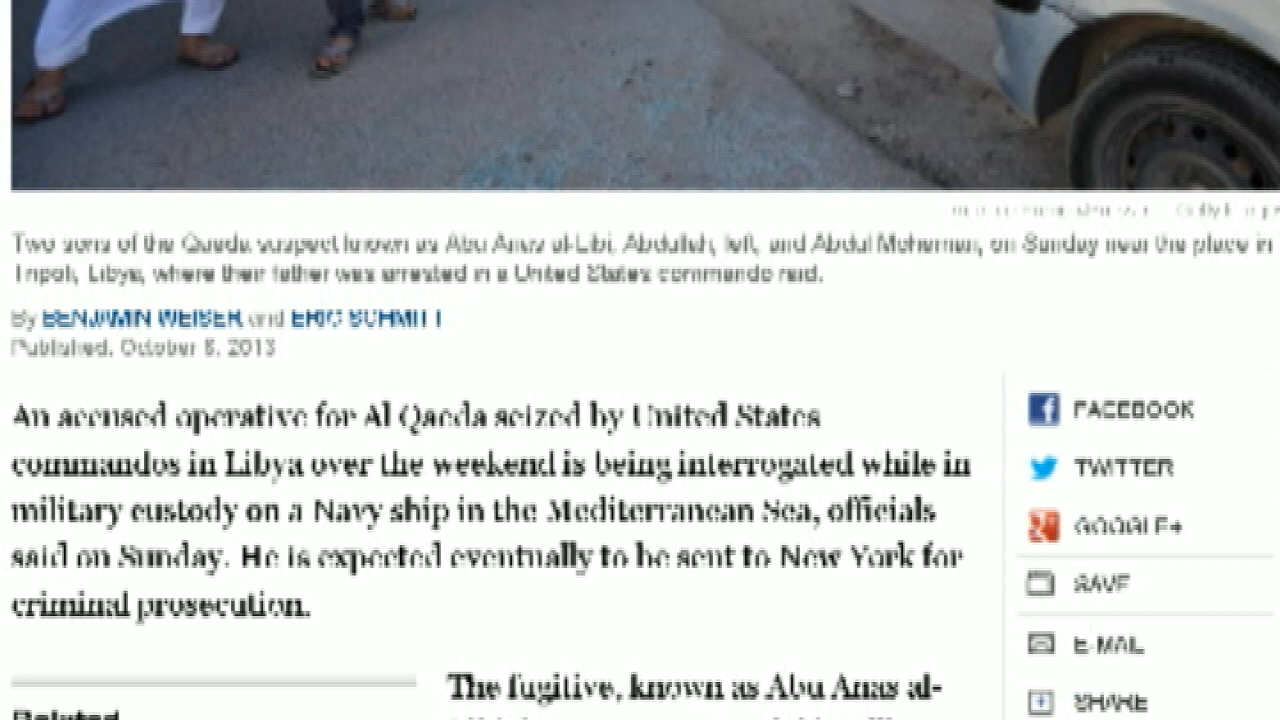 Two sons of the Qaeda suspect known as Abu Anas al-Libi, Abdullah, left, and Abdul Moheman, on Sunday near the place in
Tripoli, Libya, where their father was arrested in a United States commando raid.
By BENJAMIN WEISER and ERIC SCHMITT
Published: October 6, 2013
An accused operative for Al Qaeda seized by United States
commandos in Libya over the weekend is being interrogated while in
military custody on a Navy ship in the Mediterranean Sea, officials
said on Sunday. He is expected eventually to be sent to New York for
criminal prosecution.
The fugitive, known as Abu Anas al-
Related
FACEBOOK
TWITTER
GOOGLE+
SAVE
E-MAIL
SHARE